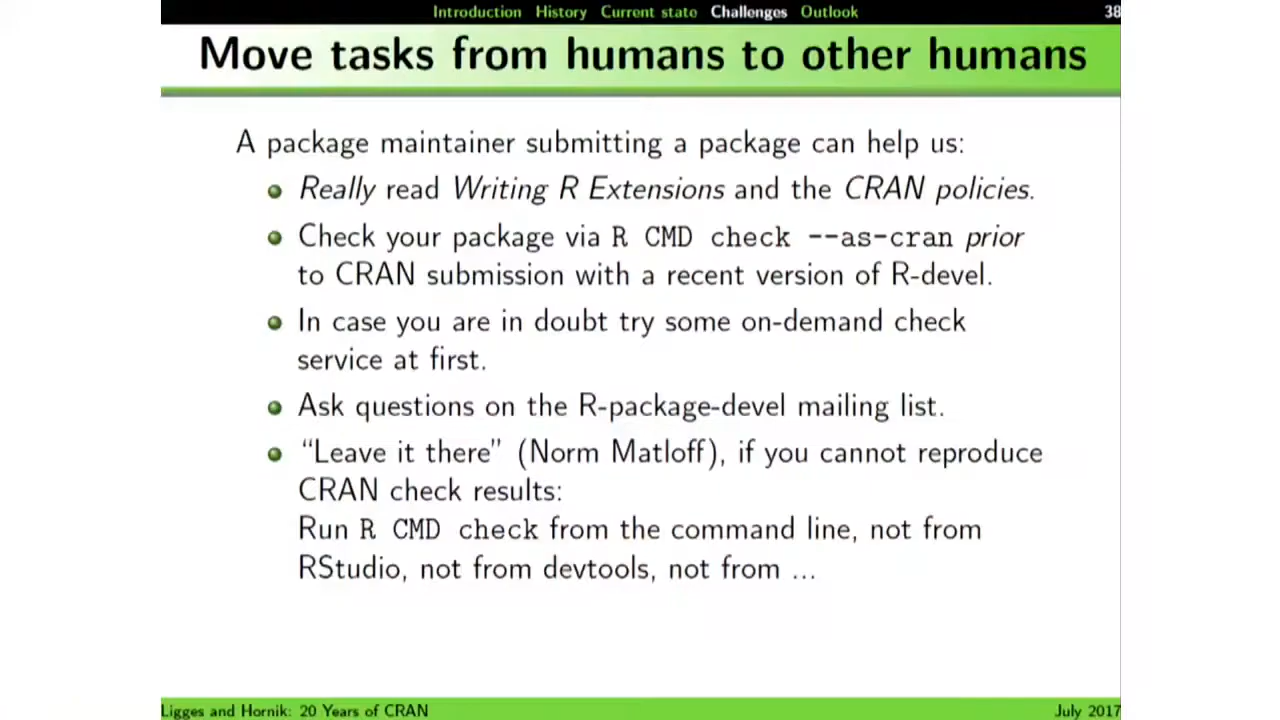 Introduction History Current state Challenges Outlook 38
Move tasks from humans to other humans
A package maintainer submitting a package can help us:
Really read Writing R Extensions and the CRAN policies.
Check your package via R CMD check --as-cran prior
to CRAN submission with a recent version of R-devel.
In case you are in doubt try some on-demand check
service at first.
Ask questions on the R-package-devel mailing list.
“Leave it there” (Norm Matloff), if you cannot reproduce
CRAN check results:
Run R CMD check from the command line, not from
RStudio, not from devtools, not from ...
Ligges and Hornik: 20 Years of CRAN July 2017